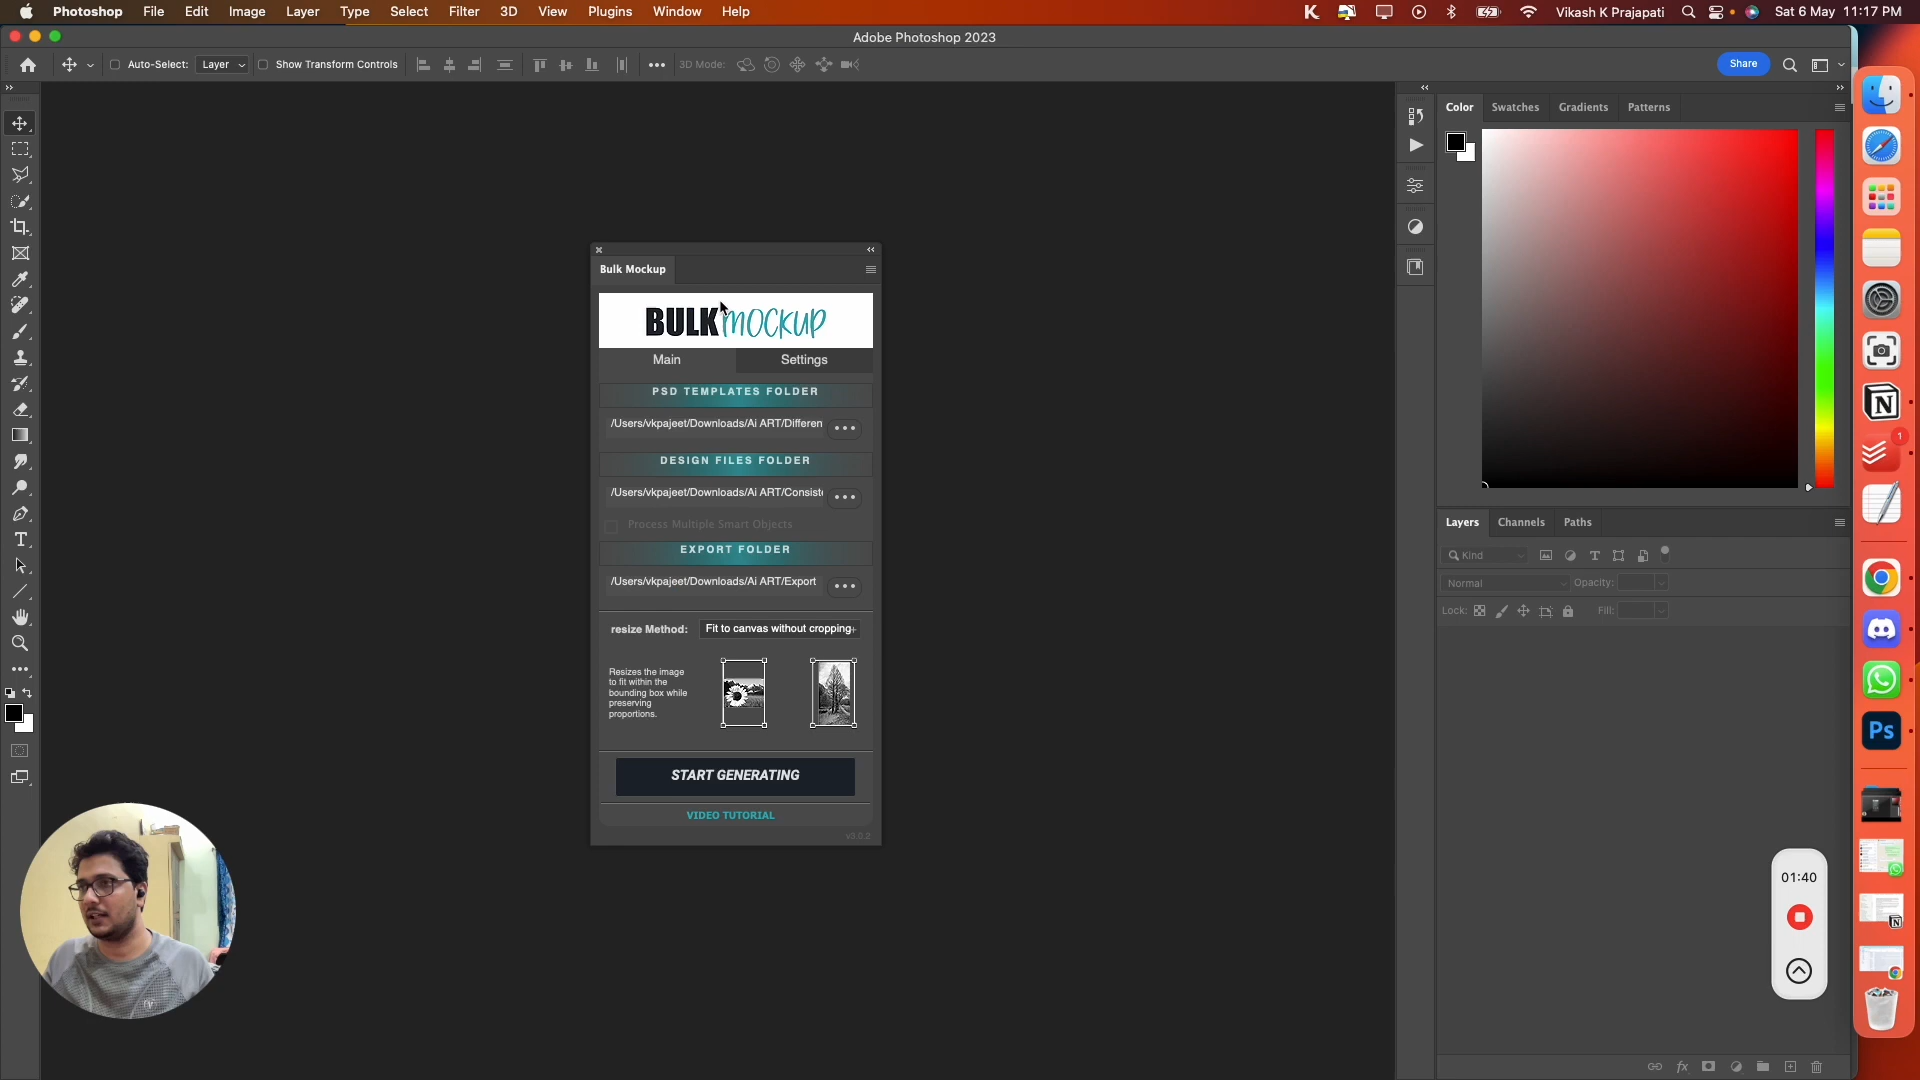 Photoshop File Edit Image Layer Type Select Filter 3D View Plugins Window Help
Vikash K Prajapati Sat 6 May 11:17 PM
Adobe Photoshop 2023
Auto-Select: Layer Show Transform Controls 3D Mode: Share
Color Swatches Gradients Patterns
Bulk Mockup
BULK MOCKUP
Main Settings
PSD TEMPLATES FOLDER
/Users/vkpajeet/Downloads/Ai ART/Differen
DESIGN FILES FOLDER
/Users/vkpajeet/Downloads/Ai ART/Consist
Process Multiple Smart Objects
EXPORT FOLDER
/Users/vkpajeet/Downloads/Ai ART/Export
resize Method: Fit to canvas without cropping
Resizes the image
to fit within the
bounding box while
preserving
proportions.
START GENERATING
VIDEO TUTORIAL
v3.0.2
Layers Channels Paths
Kind
Normal Opacity:
Lock: Fill:
1
Ps
01:40